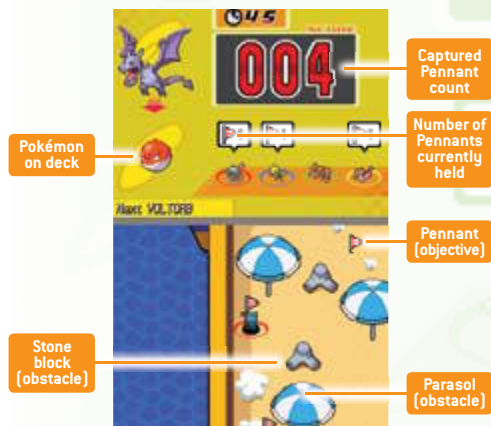 45
004
Captured
Pennant
count
Number of
Pennants
currently
held
Pokémon
on deck
Next VOLTORB
Pennant
(objective)
Stone
block
(obstacle)
Parasol
(obstacle)